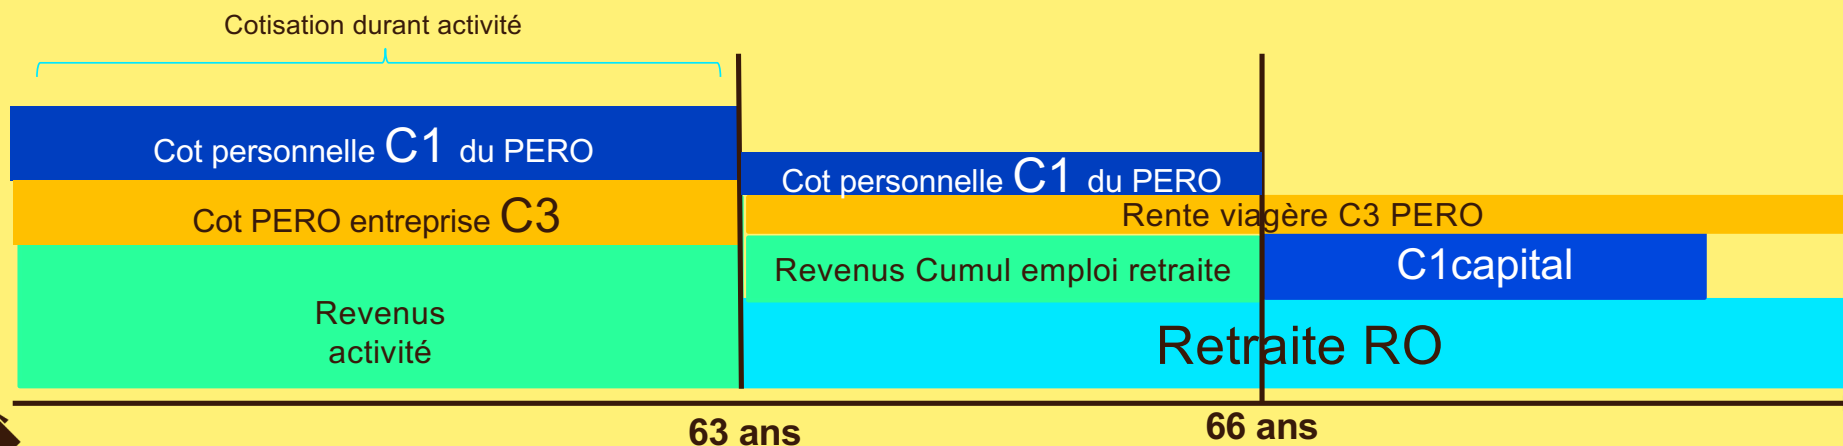 Cotisation durant activité
Cot personnelle C1 du PERO
Cot PERO entreprise C3
Revenus
activité
Cot personnelle C1 du PERO
Rente viagère C3 PERO
Revenus Cumul emploi retraite
C1capital
Retraite RO
63 ans
66 ans